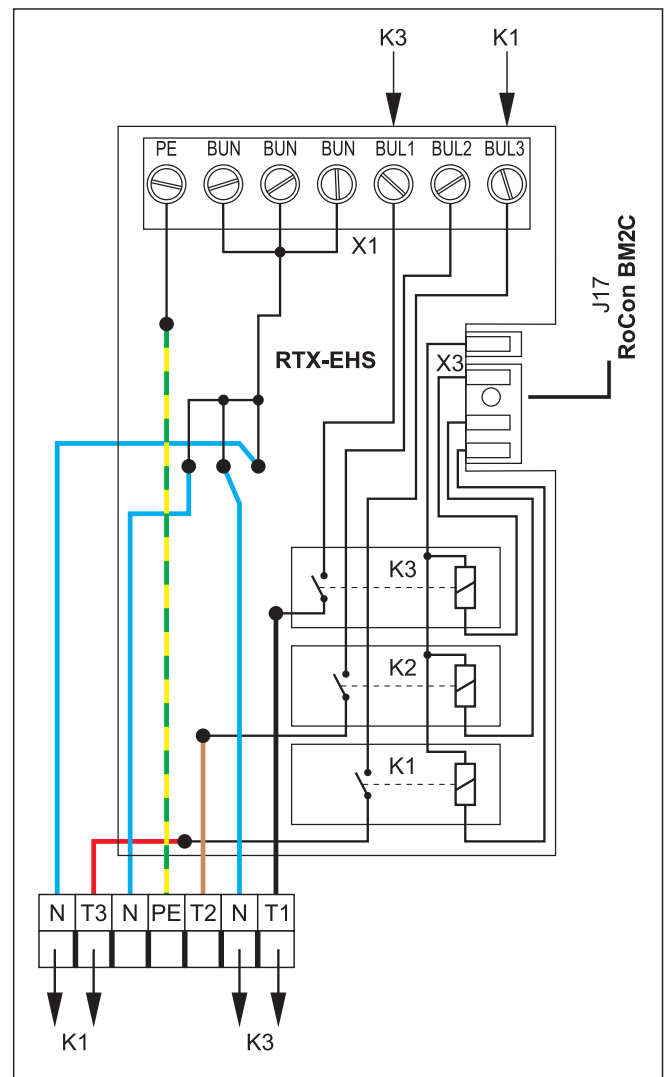 K3 K1
PE BUN BUN BUN BUL1 BUL2 BUL3
X1
J17
RoCon BM2C
RTX-EHS
X3
K3
K2
K1
N T3 N PE T2 N T1
K1 K3